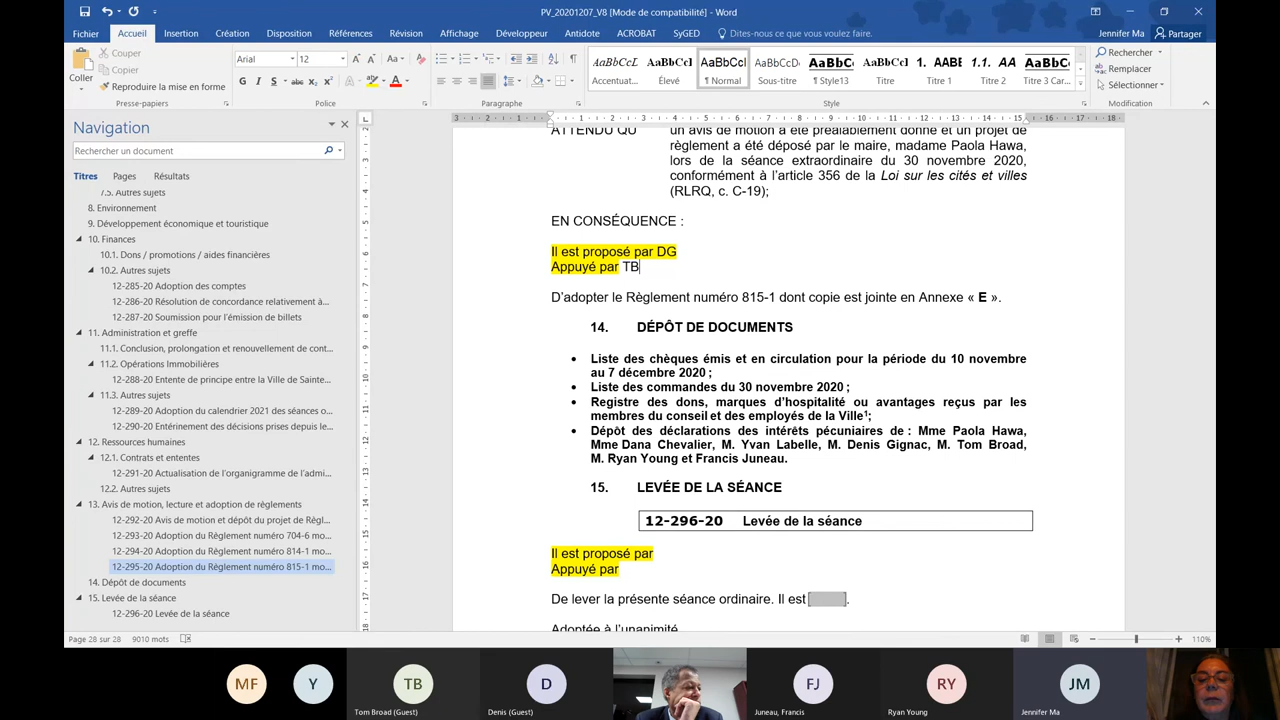 PV_20201207_V8 [Mode de compatibilité] - Word
Fichier Accueil Insertion Création Disposition Références Révision Affichage Développeur Antidote ACROBAT SyGED Dites-nous ce que vous voulez faire. Jennifer Ma Partager
Coller
Couper
Copier
Reproduire la mise en forme
Presse-papiers
Arial 12
Police
Paragraphe
AaBbCcL AaBbCcI AaBbCcI AaBbCcD AaBbCc AaBbCcI 1. AABE 1.1. AA AaBbCc
Accentuat... Élevé ¶ Normal Sous-titre ¶ Style13 Titre Titre 1 Titre 2 Titre 3 Car...
Style
Rechercher
Remplacer
Sélectionner
Modification
Navigation
Rechercher un document
Titres Pages Résultats
7.5. Autres sujets
8. Environnement
9. Développement économique et touristique
10. Finances
10.1. Dons / promotions / aides financières
10.2. Autres sujets
12-285-20 Adoption des comptes
12-286-20 Résolution de concordance relativement à...
12-287-20 Soumission pour l'émission de billets
11. Administration et greffe
11.1. Conclusion, prolongation et renouvellement de cont...
11.2. Opérations Immobilières
12-288-20 Entente de principe entre la Ville de Sainte...
11.3. Autres sujets
12-289-20 Adoption du calendrier 2021 des séances o...
12-290-20 Entérinement des décisions prises depuis le...
12. Ressources humaines
12.1. Contrats et ententes
12-291-20 Actualisation de l'organigramme de l'admi...
12.2. Autres sujets
13. Avis de motion, lecture et adoption de règlements
12-292-20 Avis de motion et dépôt du projet de Règl...
12-293-20 Adoption du Règlement numéro 704-6 mo...
12-294-20 Adoption du Règlement numéro 814-1 mo...
12-295-20 Adoption du Règlement numéro 815-1 mo...
14. Dépôt de documents
15. Levée de la séance
12-296-20 Levée de la séance
ATTENDU QU un avis de motion a été préalablement donné et un projet de
règlement a été déposé par le maire, madame Paola Hawa,
lors de la séance extraordinaire du 30 novembre 2020,
conformément à l'article 356 de la Loi sur les cités et villes
(RLRQ, c. C-19);
EN CONSÉQUENCE :
Il est proposé par DG
Appuyé par TB
D'adopter le Règlement numéro 815-1 dont copie est jointe en Annexe « E ».
14. DÉPÔT DE DOCUMENTS
• Liste des chèques émis et en circulation pour la période du 10 novembre
au 7 décembre 2020 ;
• Liste des commandes du 30 novembre 2020 ;
• Registre des dons, marques d'hospitalité ou avantages reçus par les
membres du conseil et des employés de la Ville¹;
• Dépôt des déclarations des intérêts pécuniaires de : Mme Paola Hawa,
Mme Dana Chevalier, M. Yvan Labelle, M. Denis Gignac, M. Tom Broad,
M. Ryan Young et Francis Juneau.
15. LEVÉE DE LA SÉANCE
12-296-20 Levée de la séance
Il est proposé par
Appuyé par
De lever la présente séance ordinaire. Il est .
Adoptée à l'unanimité
Page 28 sur 28 9010 mots 110%
MF Y TB D FJ RY JM
Tom Broad (Guest) Denis (Guest) Juneau, Francis Ryan Young Jennifer Ma